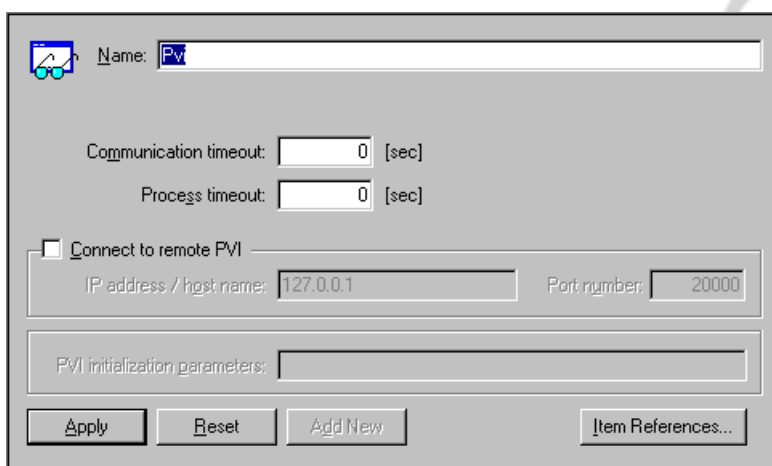 Name: Pvi
Communication timeout: 0 [sec]
Process timeout: 0 [sec]
Connect to remote PVI
IP address / host name: 127.0.0.1 Port number: 20000
PVI initialization parameters:
Apply Reset Add New Item References...